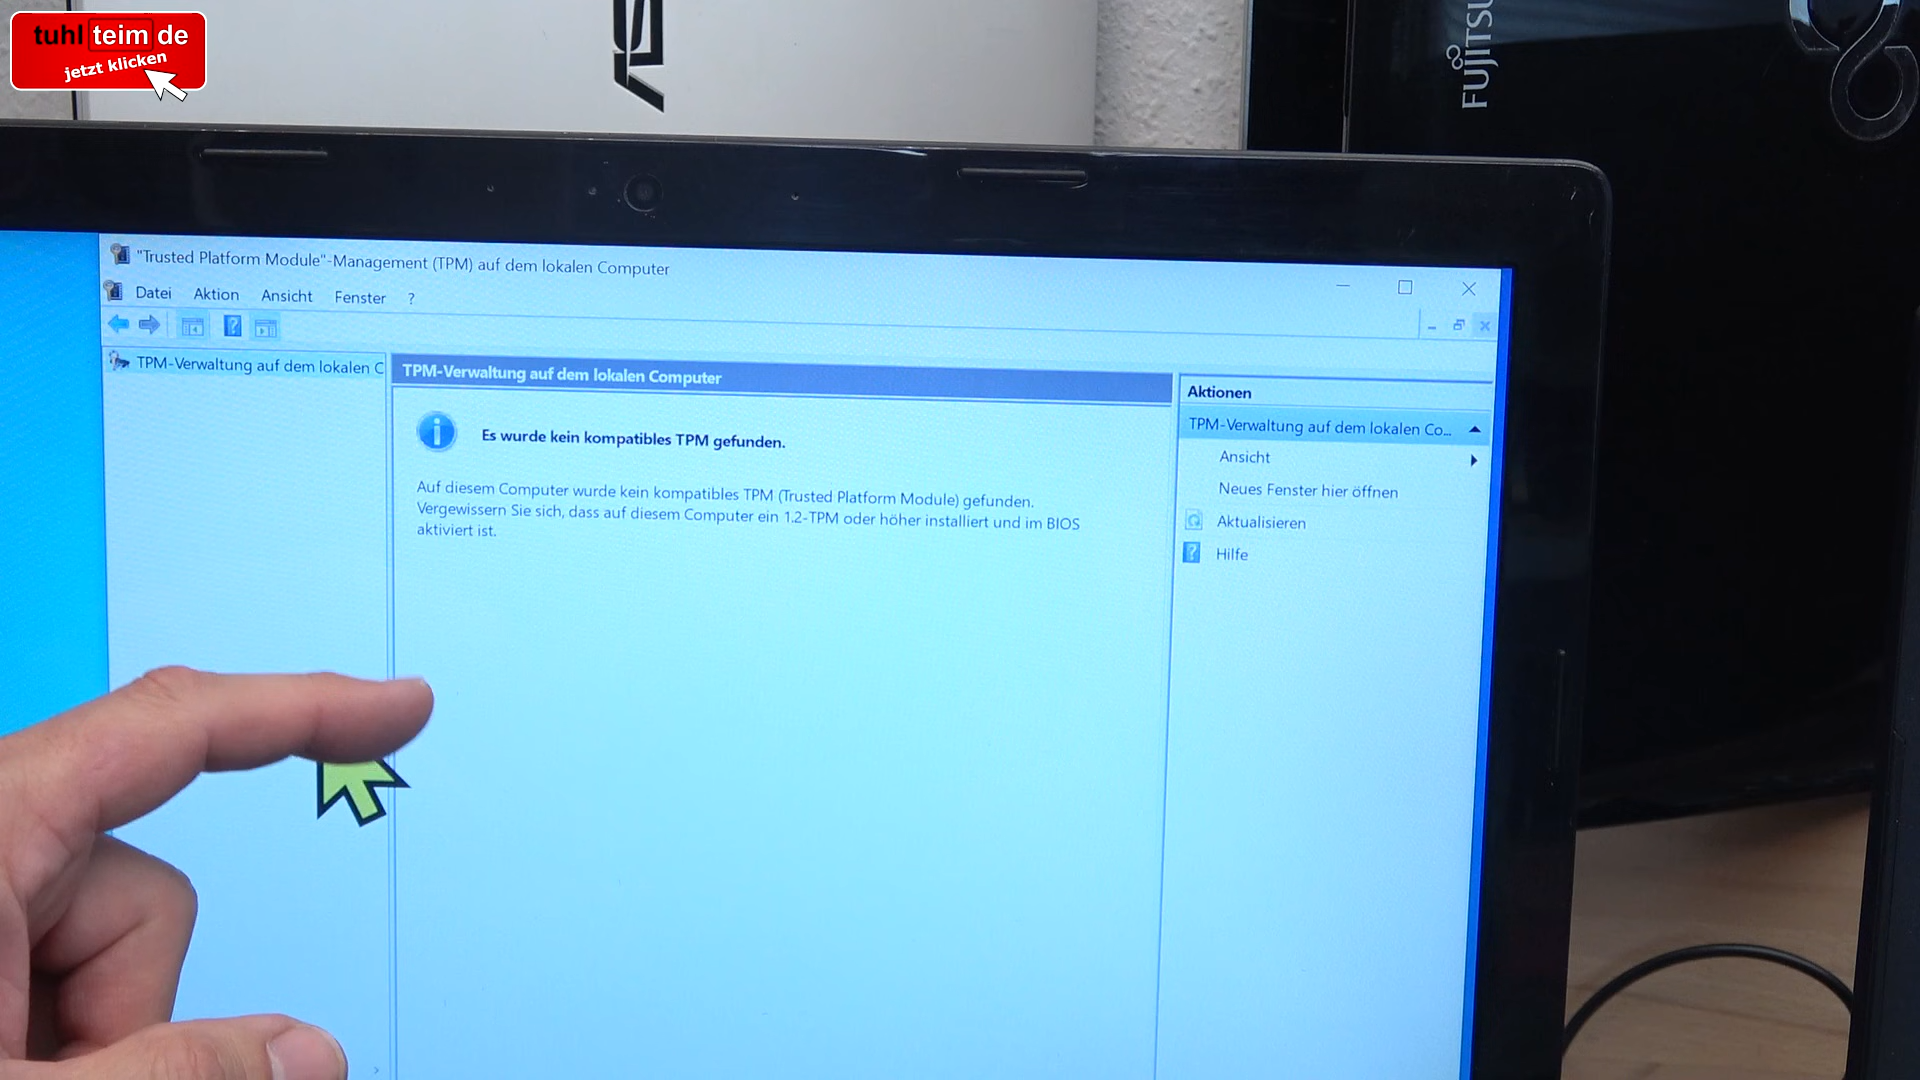 tuhl teim de
jetzt klicken
FUJITSU
"Trusted Platform Module"-Management (TPM) auf dem lokalen Computer
Datei Aktion Ansicht Fenster ?
TPM-Verwaltung auf dem lokalen C
TPM-Verwaltung auf dem lokalen Computer
Es wurde kein kompatibles TPM gefunden.
Auf diesem Computer wurde kein kompatibles TPM (Trusted Platform Module) gefunden.
Vergewissern Sie sich, dass auf diesem Computer ein 1.2-TPM oder höher installiert und im BIOS
aktiviert ist.
Aktionen
TPM-Verwaltung auf dem lokalen Co...
Ansicht
Neues Fenster hier öffnen
Aktualisieren
Hilfe